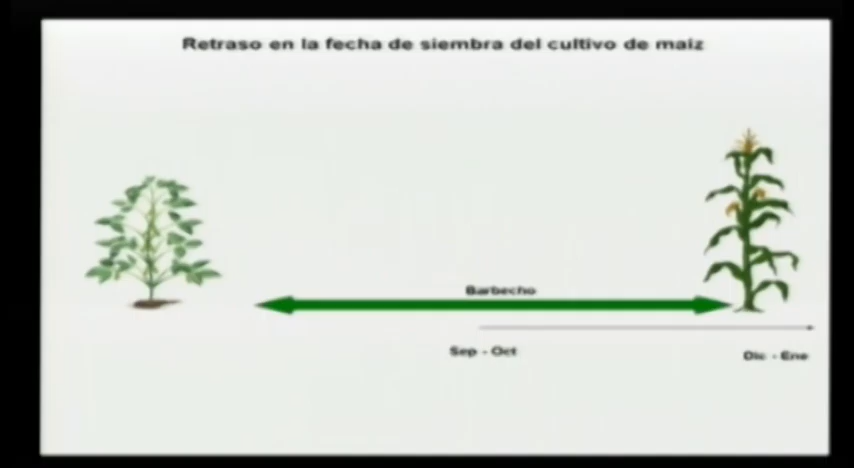 Retraso en la fecha de siembra del cultivo de maíz
Barbecho
Sep - Oct
Dic - Ene